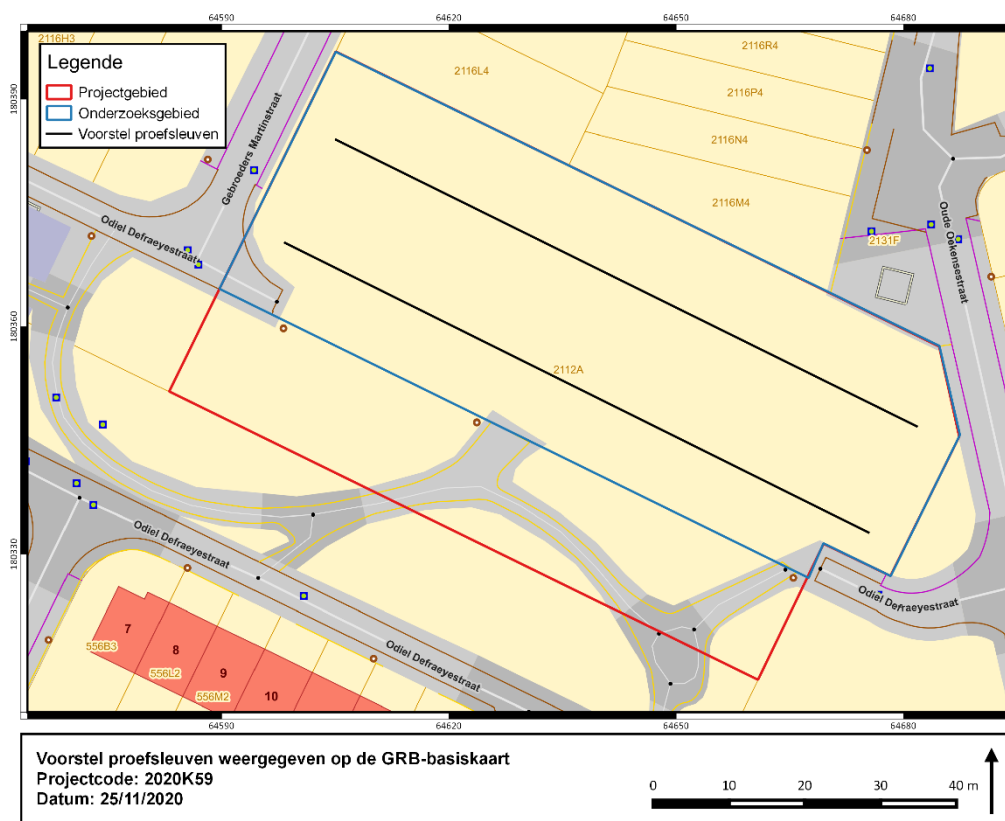 64590 64620 64650 64680
2116H3
2116R4
2116L4
Legende
Projectgebied
Onderzoeksgebied
Voorstel proefsleuven
2116P4
180390
2116N4
Gebroeders Martinstraat
2116M4
Odiel Defraeyestraat
Oude Oekensestraat
2131F
180360
2112A
180330
Odiel Defraeyestraat
Odiel Defraeyestraat
7
556B3
8
556L2
9
556M2
10
Odiel Defraeyestraat
64590 64620 64650 64680
Voorstel proefsleuven weergegeven op de GRB-basiskaart
Projectcode: 2020K59
Datum: 25/11/2020
0 10 20 30 40 m